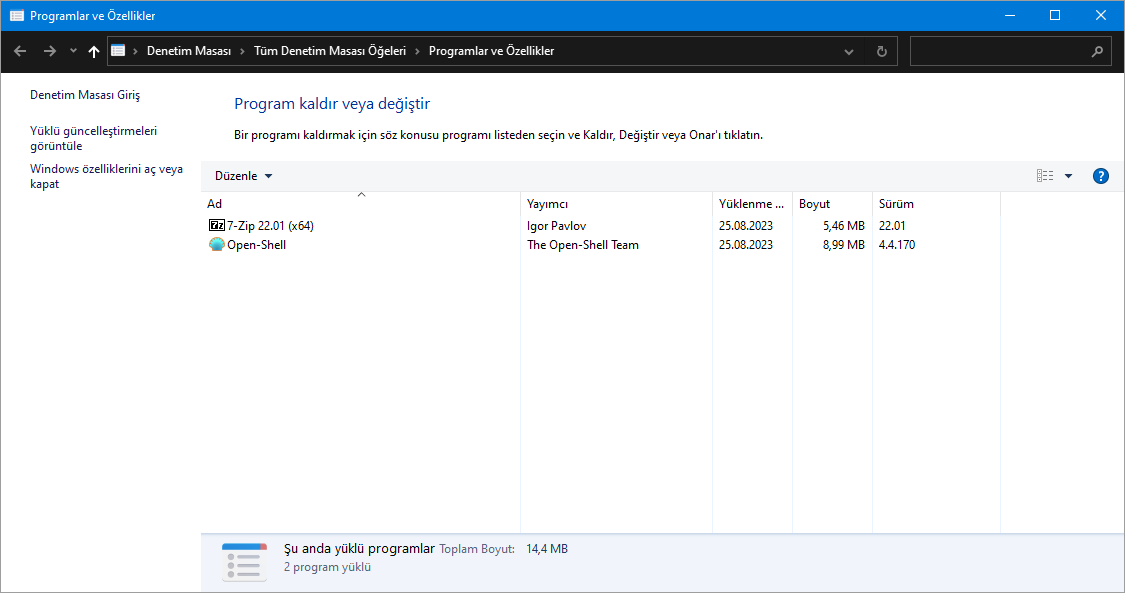 Programlar ve Özellikler
Denetim Masası > Tüm Denetim Masası Öğeleri > Programlar ve Özellikler
Denetim Masası Giriş
Yüklü güncelleştirmeleri
görüntüle
Windows özelliklerini aç veya
kapat
Program kaldır veya değiştir
Bir programı kaldırmak için söz konusu programı listeden seçin ve Kaldır, Değiştir veya Onar'ı tıklatın.
Düzenle
Ad Yayımcı Yüklenme ... Boyut Sürüm
7-Zip 22.01 (x64) Igor Pavlov 25.08.2023 5,46 MB 22.01
Open-Shell The Open-Shell Team 25.08.2023 8,99 MB 4.4.170
Şu anda yüklü programlar Toplam Boyut: 14,4 MB
2 program yüklü